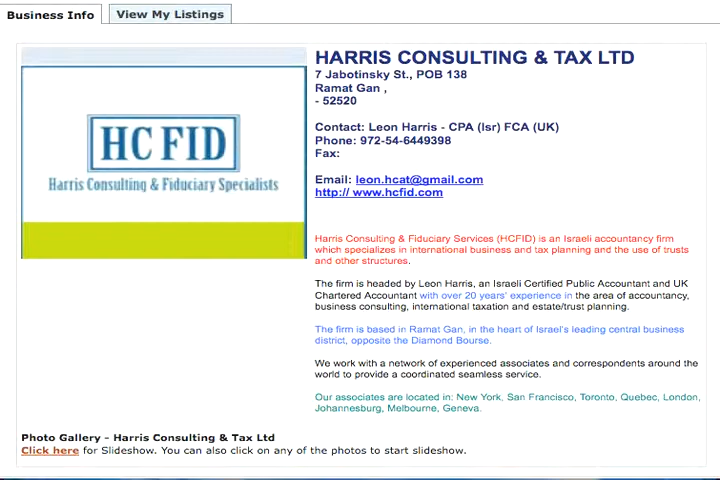 Business Info
View My Listings
HC FID
Harris Consulting & Fiduciary Specialists
HARRIS CONSULTING & TAX LTD
7 Jabotinsky St., POB 138
Ramat Gan ,
- 52520
Contact: Leon Harris - CPA (Isr) FCA (UK)
Phone: 972-54-6449398
Fax:
Email: leon.hcat@gmail.com
http:// www.hcfid.com
Harris Consulting & Fiduciary Services (HCFID) is an Israeli accountancy firm
which specializes in international business and tax planning and the use of trusts
and other structures.
The firm is headed by Leon Harris, an Israeli Certified Public Accountant and UK
Chartered Accountant with over 20 years' experience in the area of accountancy,
business consulting, international taxation and estate/trust planning.
The firm is based in Ramat Gan, in the heart of Israel's leading central business
district, opposite the Diamond Bourse.
We work with a network of experienced associates and correspondents around the
world to provide a coordinated seamless service.
Our associates are located in: New York, San Francisco, Toronto, Quebec, London,
Johannesburg, Melbourne, Geneva.
Photo Gallery - Harris Consulting & Tax Ltd
Click here for Slideshow. You can also click on any of the photos to start slideshow.